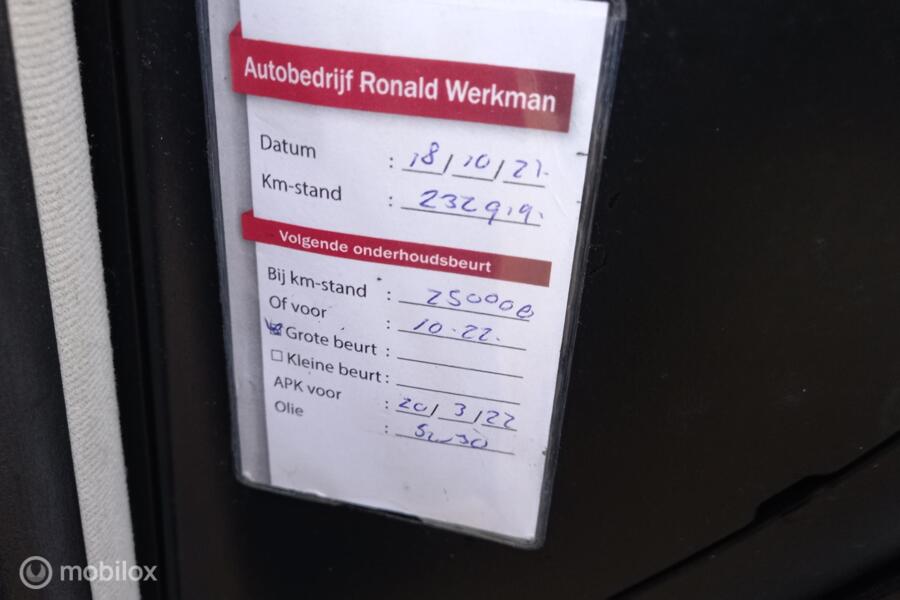 Autobedrijf Ronald Werkman
Datum : 18/10/21.
Km-stand : 232919.
Volgende onderhoudsbeurt
Bij km-stand : 250000
Of voor : 10-22.
Grote beurt :
Kleine beurt :
APK voor : 20/3/22
Olie : 5w30
mobilox